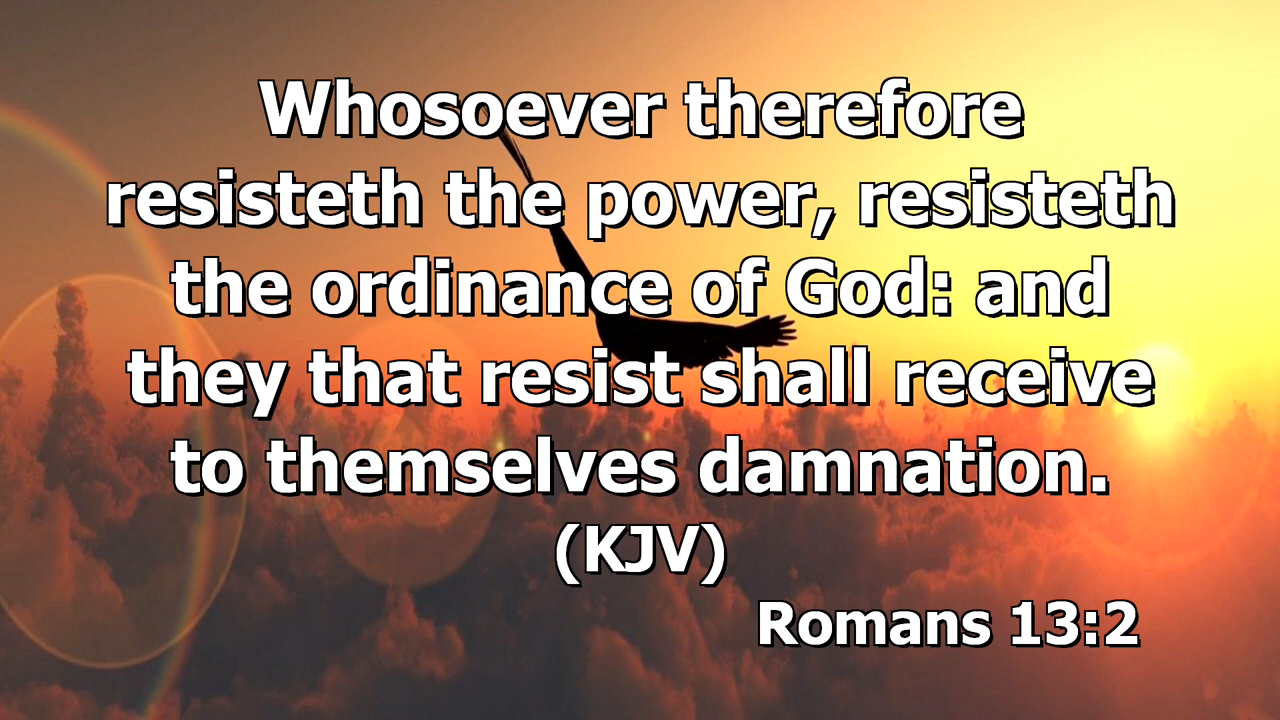 Whosoever therefore
resisteth the power, resisteth
the ordinance of God: and
they that resist shall receive
to themselves damnation.
(KJV)
Romans 13:2